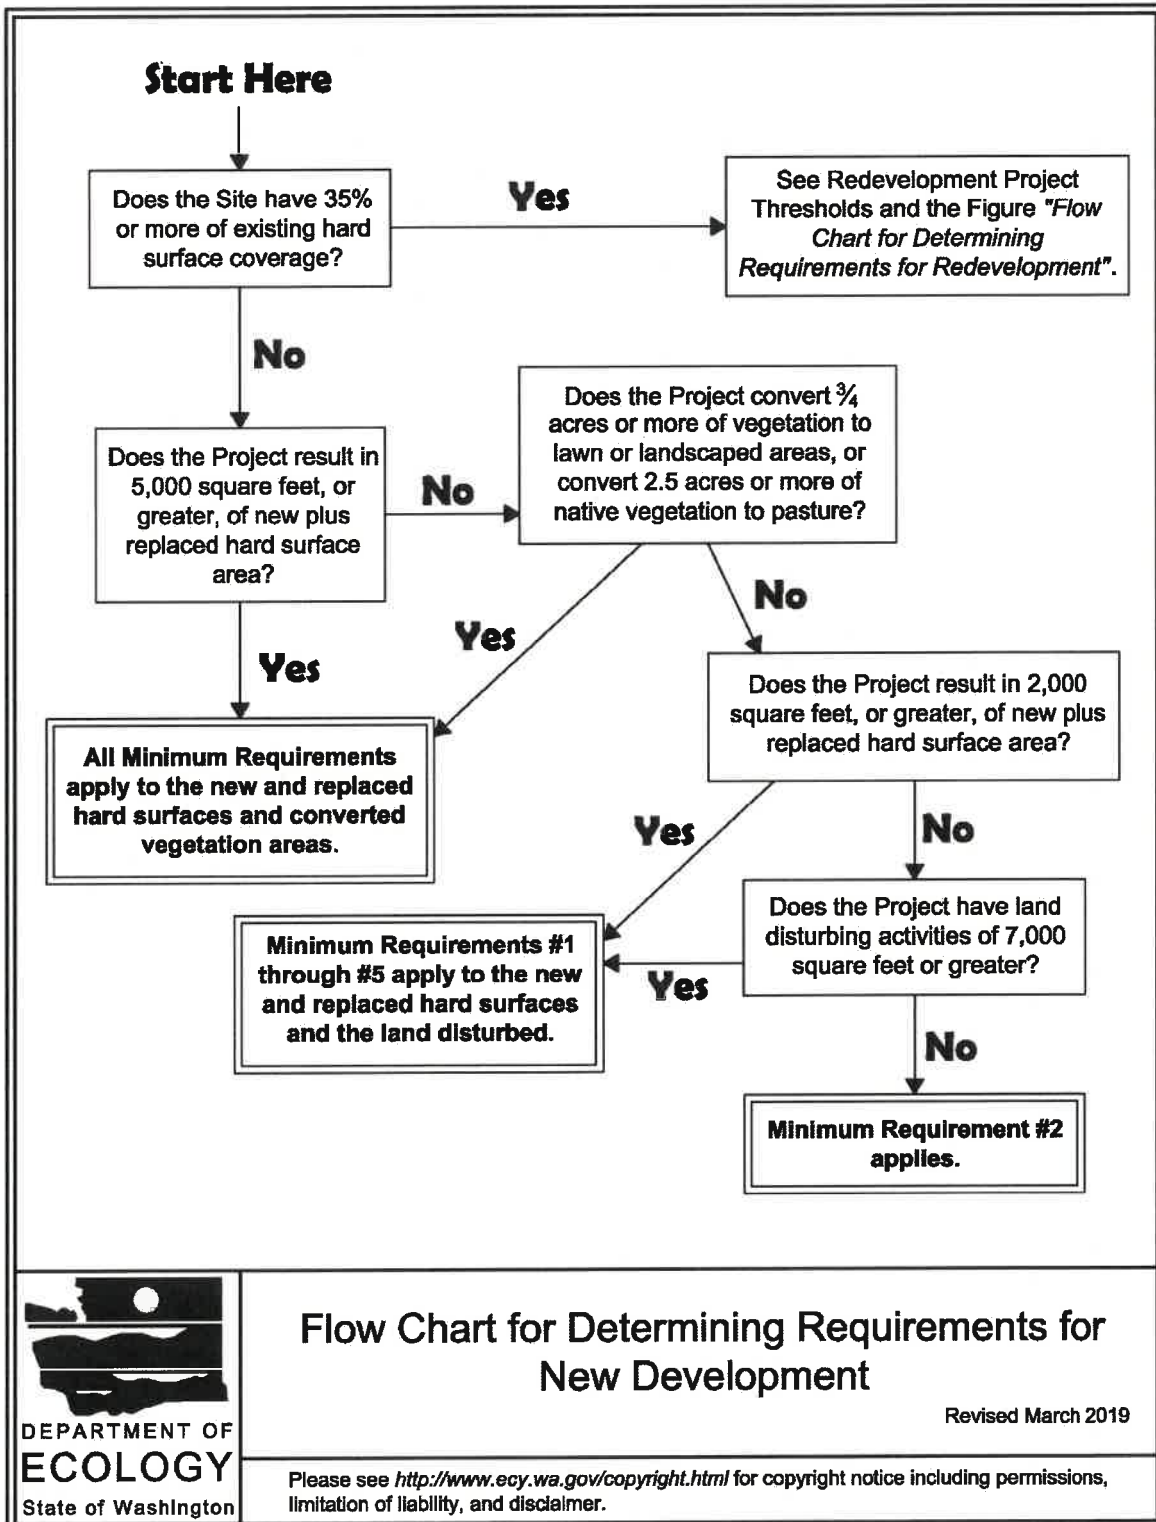 Start Here
Does the Site have 35%
or more of existing hard
surface coverage?
Yes
See Redevelopment Project
Thresholds and the Figure "Flow
Chart for Determining
Requirements for Redevelopment".
No
Does the Project result in
5,000 square feet, or
greater, of new plus
replaced hard surface
area?
No
Does the Project convert ¾
acres or more of vegetation to
lawn or landscaped areas, or
convert 2.5 acres or more of
native vegetation to pasture?
Yes
Yes
No
All Minimum Requirements
apply to the new and replaced
hard surfaces and converted
vegetation areas.
Does the Project result in 2,000
square feet, or greater, of new plus
replaced hard surface area?
Yes
No
Minimum Requirements #1
through #5 apply to the new
and replaced hard surfaces
and the land disturbed.
Yes
Does the Project have land
disturbing activities of 7,000
square feet or greater?
No
Minimum Requirement #2
applies.
DEPARTMENT OF
ECOLOGY
State of Washington
Flow Chart for Determining Requirements for
New Development
Revised March 2019
Please see http://www.ecy.wa.gov/copyright.html for copyright notice including permissions,
limitation of liability, and disclaimer.